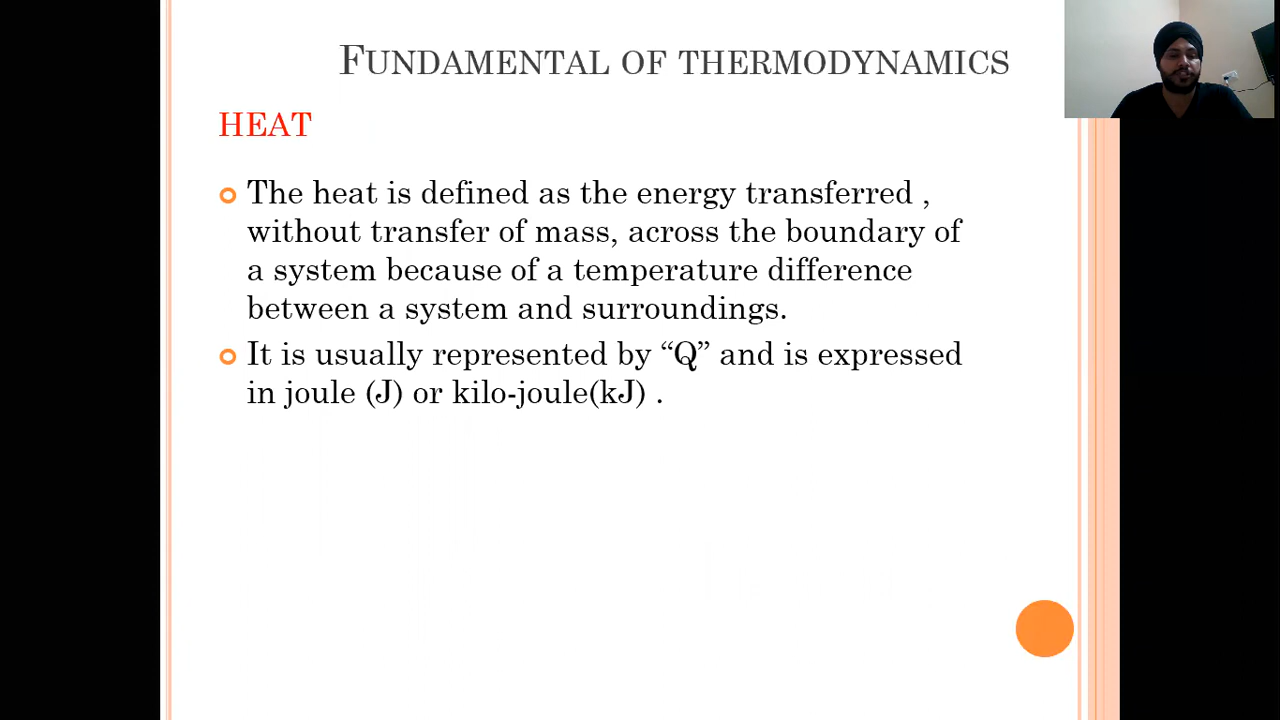 FUNDAMENTAL OF THERMODYNAMICS
HEAT
The heat is defined as the energy transferred ,
without transfer of mass, across the boundary of
a system because of a temperature difference
between a system and surroundings.
It is usually represented by “Q” and is expressed
in joule (J) or kilo-joule(kJ) .